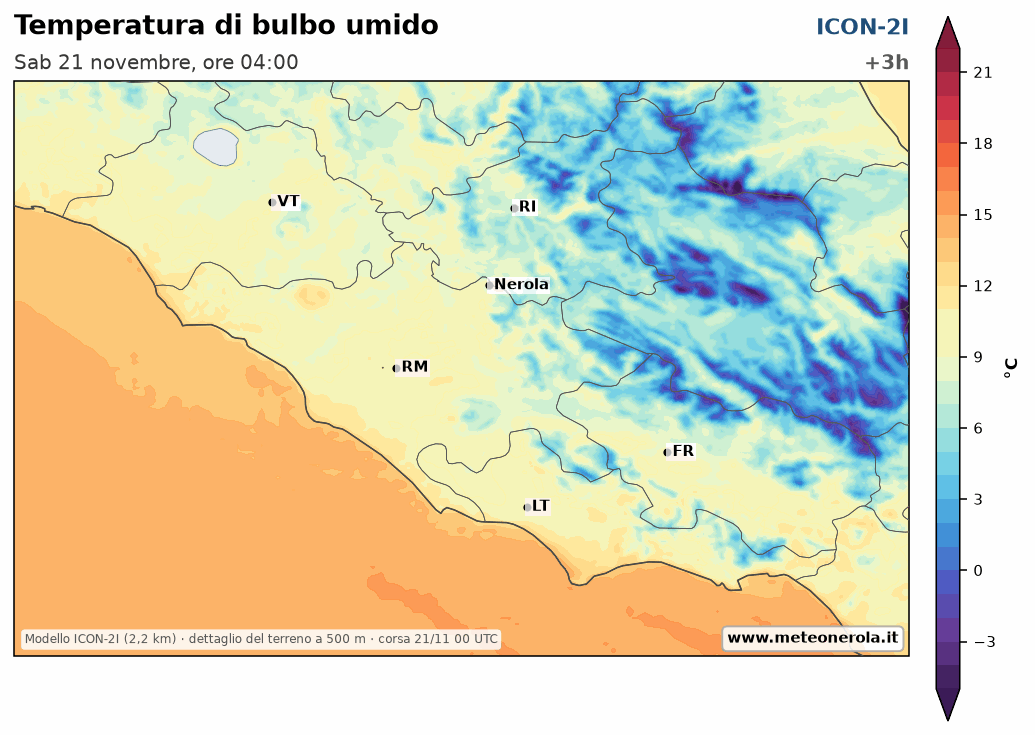 Temperatura di bulbo umido
ICON-2I
Sab 21 novembre, ore 04:00
+3h
VT
RI
Nerola
RM
FR
LT
Modello ICON-2I (2,2 km) · dettaglio del terreno a 500 m · corsa 21/11 00 UTC
www.meteonerola.it
21
18
15
12
9
6
3
0
−3
°C